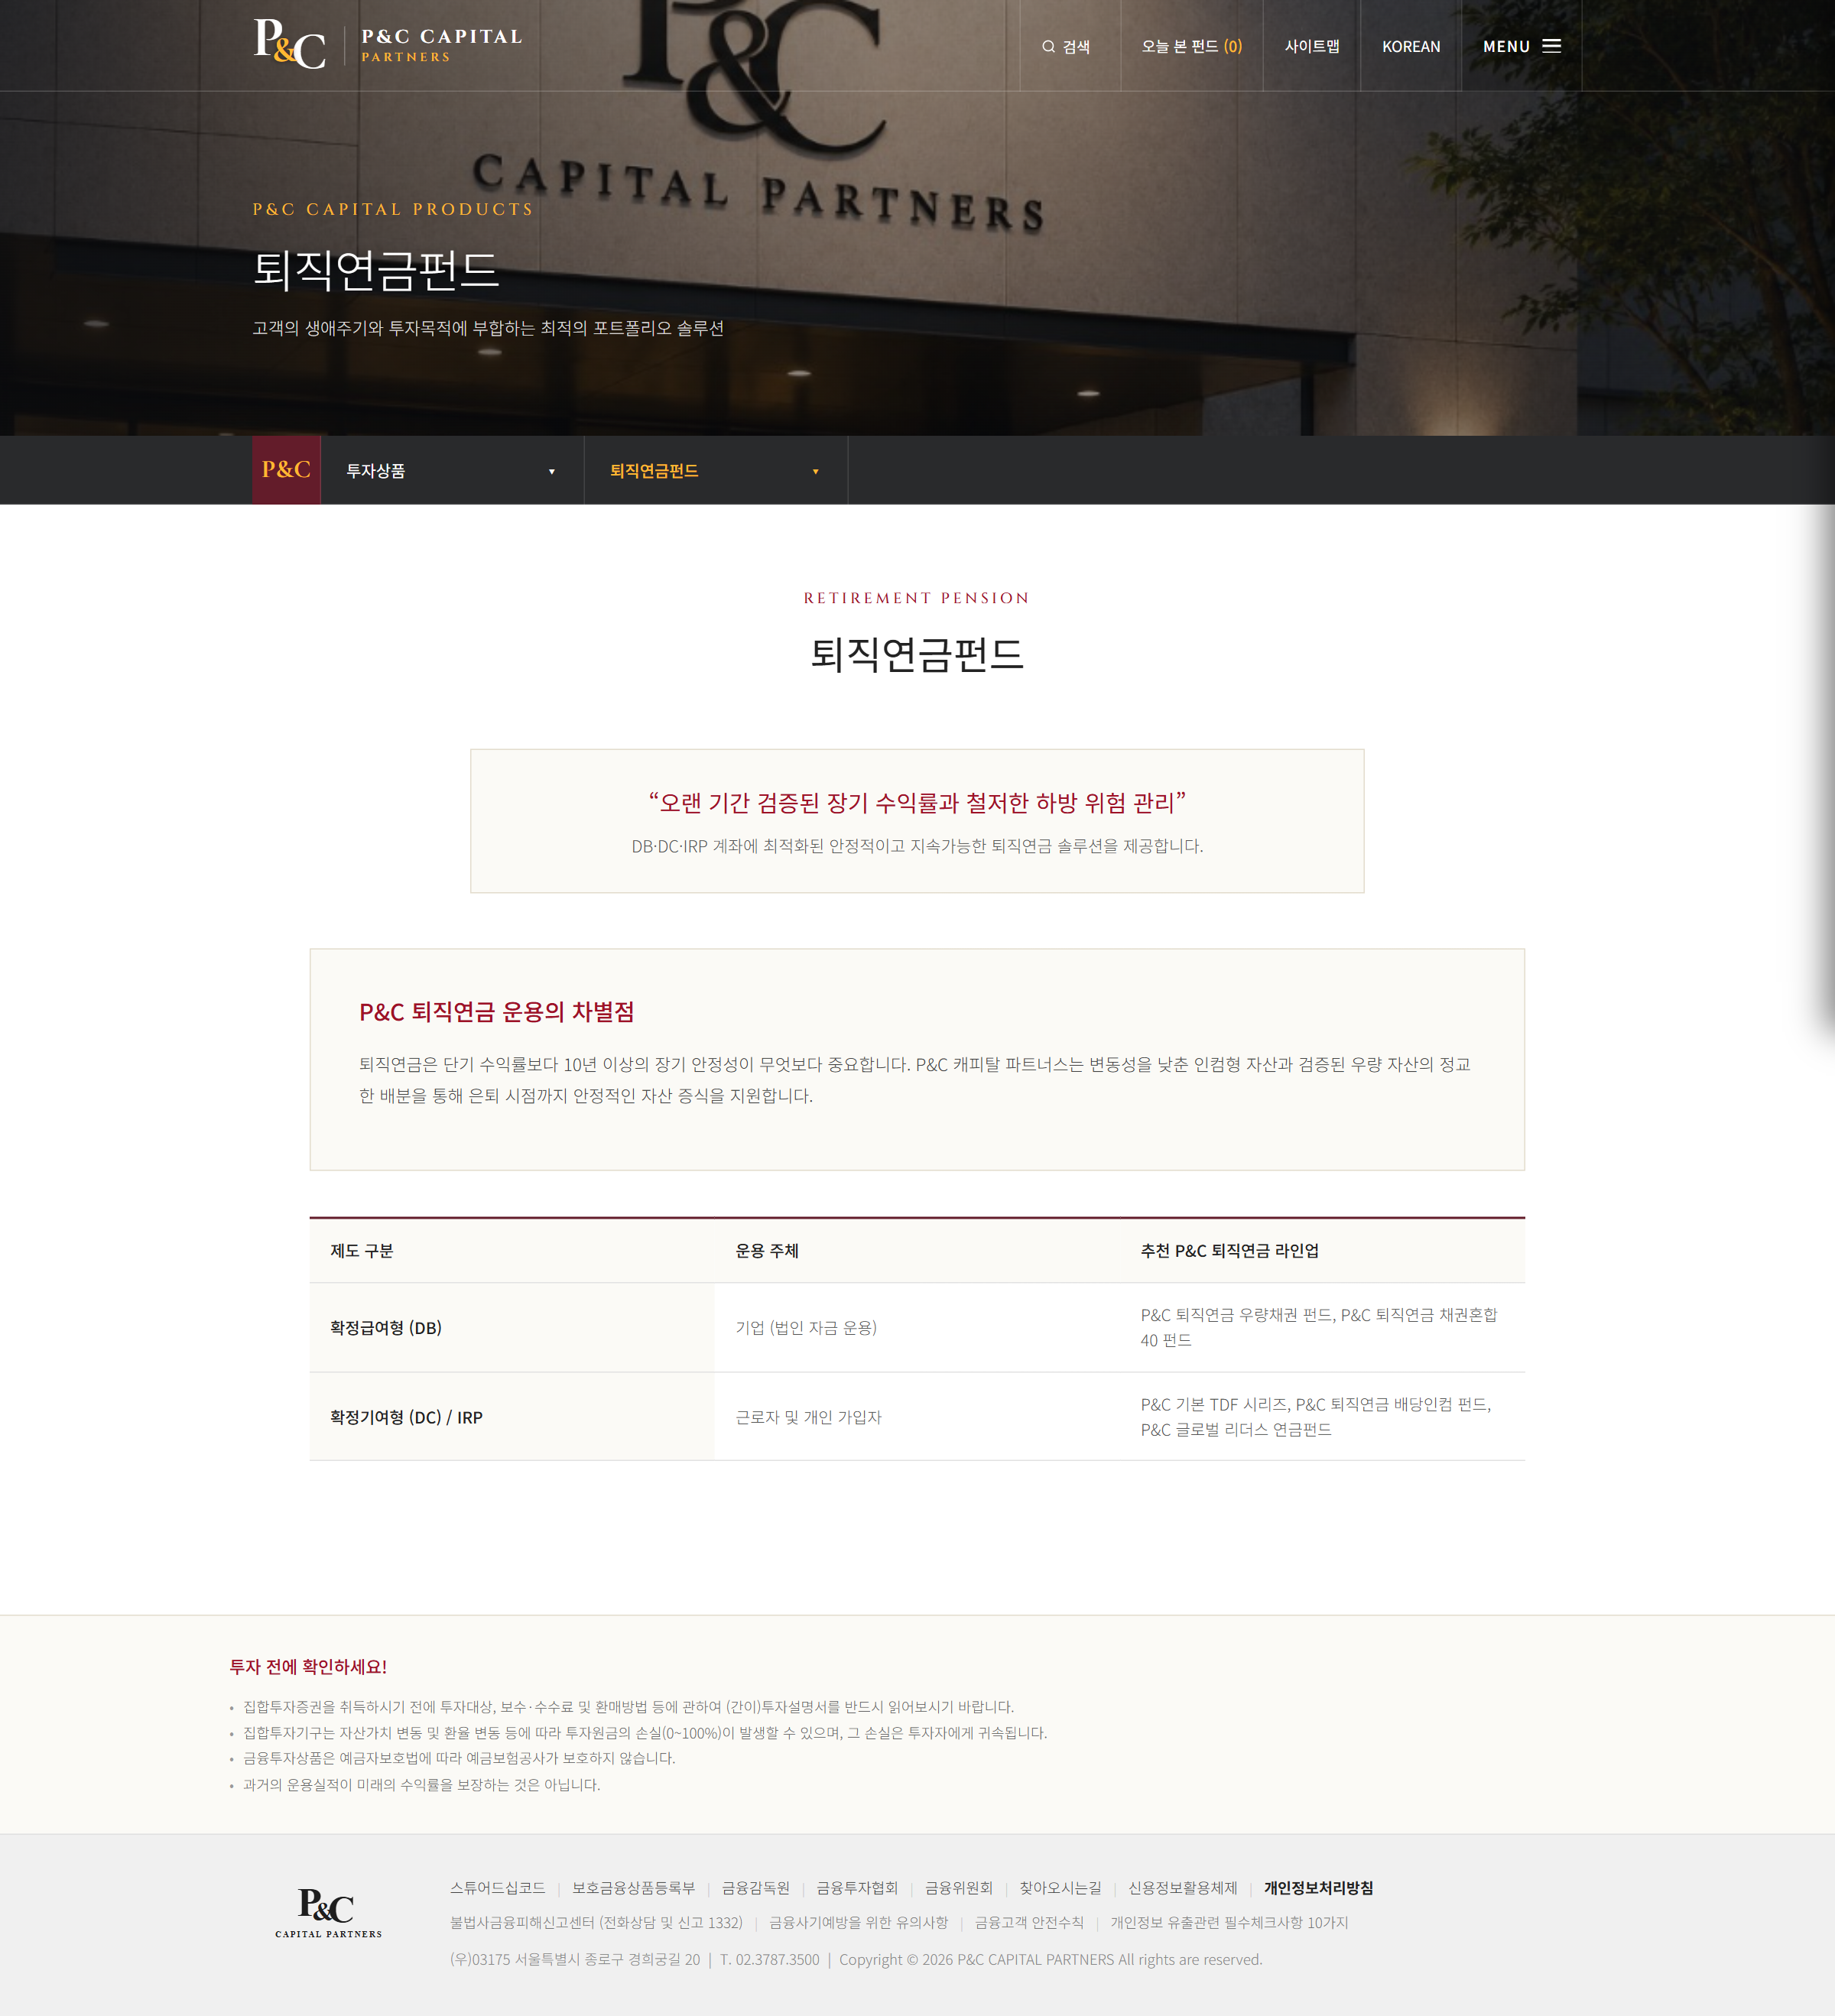 P&C
P&C CAPITAL
PARTNERS
검색
오늘 본 펀드 (0)
사이트맵
KOREAN
MENU
P&C
CAPITAL PARTNERS
P&C CAPITAL PRODUCTS
퇴직연금펀드
고객의 생애주기와 투자목적에 부합하는 최적의 포트폴리오 솔루션
P&C
투자상품
퇴직연금펀드
RETIREMENT PENSION
퇴직연금펀드
“오랜 기간 검증된 장기 수익률과 철저한 하방 위험 관리”
DB·DC·IRP 계좌에 최적화된 안정적이고 지속가능한 퇴직연금 솔루션을 제공합니다.
P&C 퇴직연금 운용의 차별점
퇴직연금은 단기 수익률보다 10년 이상의 장기 안정성이 무엇보다 중요합니다. P&C 캐피탈 파트너스는 변동성을 낮춘 인컴형 자산과 검증된 우량 자산의 정교
한 배분을 통해 은퇴 시점까지 안정적인 자산 증식을 지원합니다.
제도 구분
운용 주체
추천 P&C 퇴직연금 라인업
확정급여형 (DB)
기업 (법인 자금 운용)
P&C 퇴직연금 우량채권 펀드, P&C 퇴직연금 채권혼합
40 펀드
확정기여형 (DC) / IRP
근로자 및 개인 가입자
P&C 기본 TDF 시리즈, P&C 퇴직연금 배당인컴 펀드,
P&C 글로벌 리더스 연금펀드
투자 전에 확인하세요!
• 집합투자증권을 취득하시기 전에 투자대상, 보수·수수료 및 환매방법 등에 관하여 (간이)투자설명서를 반드시 읽어보시기 바랍니다.
• 집합투자기구는 자산가치 변동 및 환율 변동 등에 따라 투자원금의 손실(0~100%)이 발생할 수 있으며, 그 손실은 투자자에게 귀속됩니다.
• 금융투자상품은 예금자보호법에 따라 예금보험공사가 보호하지 않습니다.
• 과거의 운용실적이 미래의 수익률을 보장하는 것은 아닙니다.
P&C
CAPITAL PARTNERS
스튜어드십코드 | 보호금융상품등록부 | 금융감독원 | 금융투자협회 | 금융위원회 | 찾아오시는길 | 신용정보활용체제 | 개인정보처리방침
불법사금융피해신고센터 (전화상담 및 신고 1332) | 금융사기예방을 위한 유의사항 | 금융고객 안전수칙 | 개인정보 유출관련 필수체크사항 10가지
(우)03175 서울특별시 종로구 경희궁길 20 | T. 02.3787.3500 | Copyright © 2026 P&C CAPITAL PARTNERS All rights are reserved.